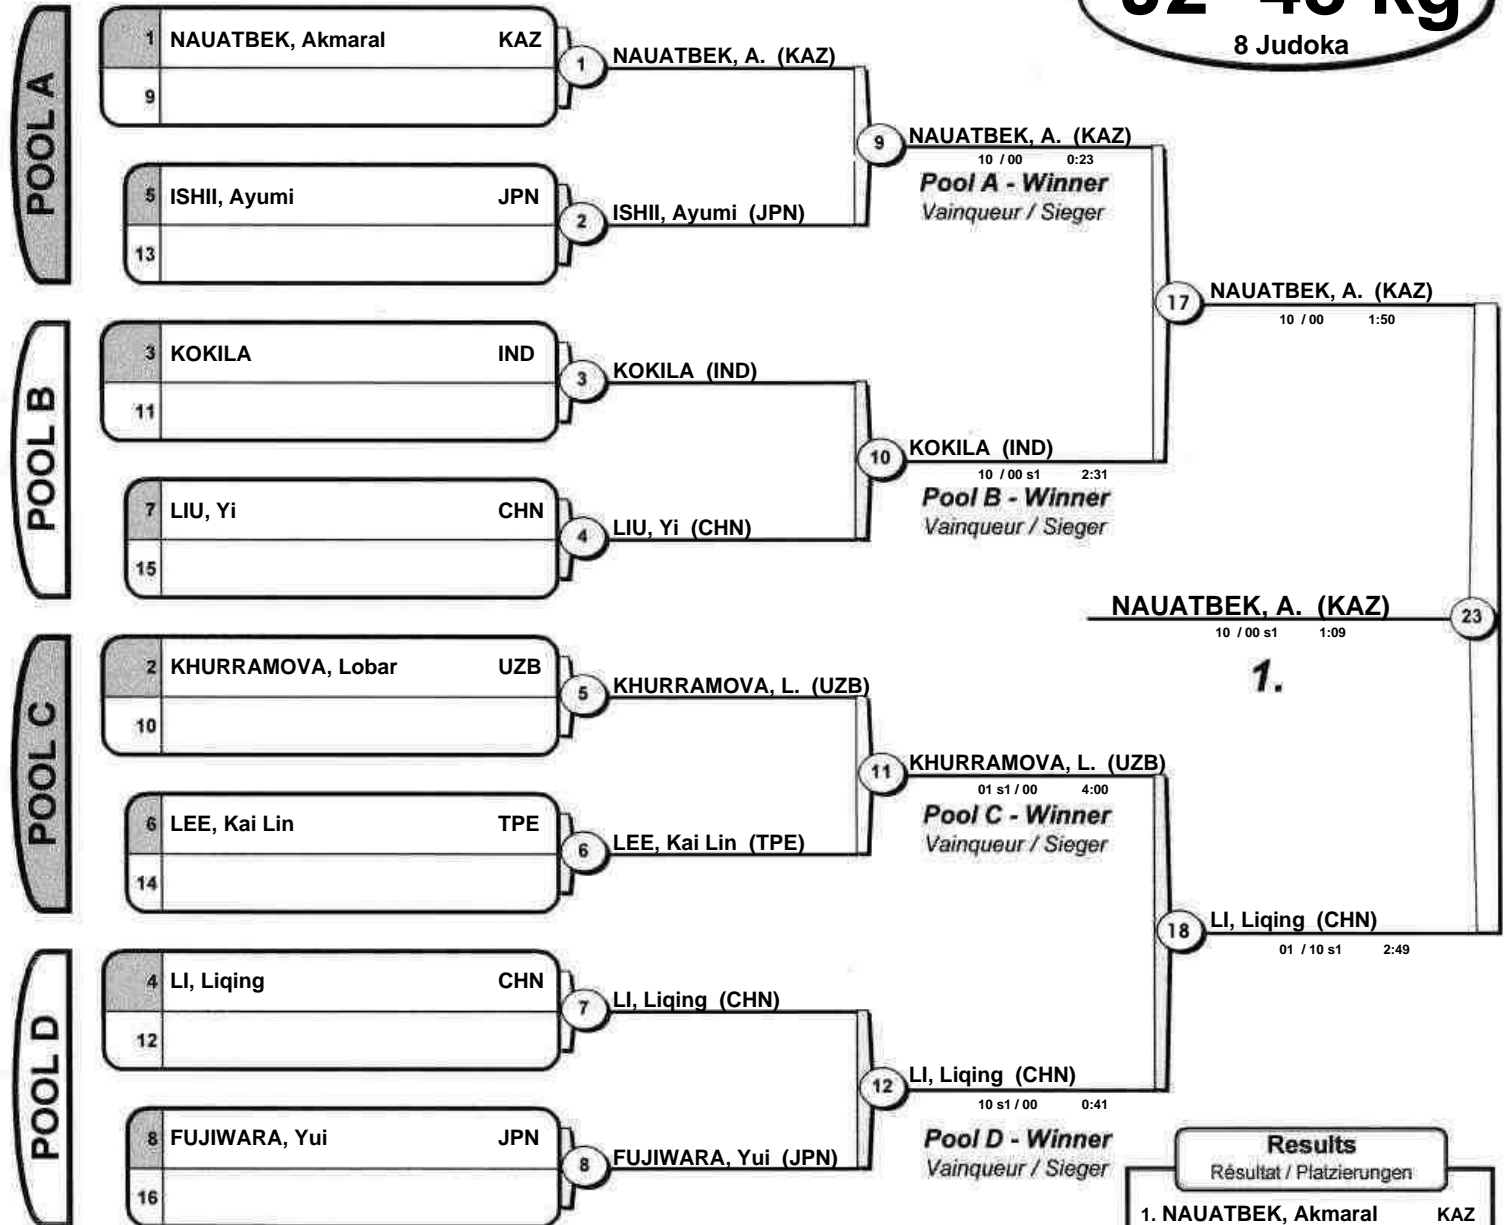 -48 kg
8 Judoka
POOL A
1 NAUATBEK, Akmaral KAZ
9
1 NAUATBEK, A. (KAZ)
5 ISHII, Ayumi JPN
13
2 ISHII, Ayumi (JPN)
9 NAUATBEK, A. (KAZ)
10 / 00 0:23
Pool A - Winner
Vainqueur / Sieger
POOL B
3 KOKILA IND
11
3 KOKILA (IND)
7 LIU, Yi CHN
15
4 LIU, Yi (CHN)
10 KOKILA (IND)
10 / 00 s1 2:31
Pool B - Winner
Vainqueur / Sieger
17 NAUATBEK, A. (KAZ)
10 / 00 1:50
POOL C
2 KHURRAMOVA, Lobar UZB
10
5 KHURRAMOVA, L. (UZB)
6 LEE, Kai Lin TPE
14
6 LEE, Kai Lin (TPE)
11 KHURRAMOVA, L. (UZB)
01 s1 / 00 4:00
Pool C - Winner
Vainqueur / Sieger
POOL D
4 LI, Liqing CHN
12
7 LI, Liqing (CHN)
8 FUJIWARA, Yui JPN
16
8 FUJIWARA, Yui (JPN)
12 LI, Liqing (CHN)
10 s1 / 00 0:41
Pool D - Winner
Vainqueur / Sieger
18 LI, Liqing (CHN)
01 / 10 s1 2:49
NAUATBEK, A. (KAZ) 23
10 / 00 s1 1:09
1.
Results
Résultat / Platzierungen
1. NAUATBEK, Akmaral KAZ